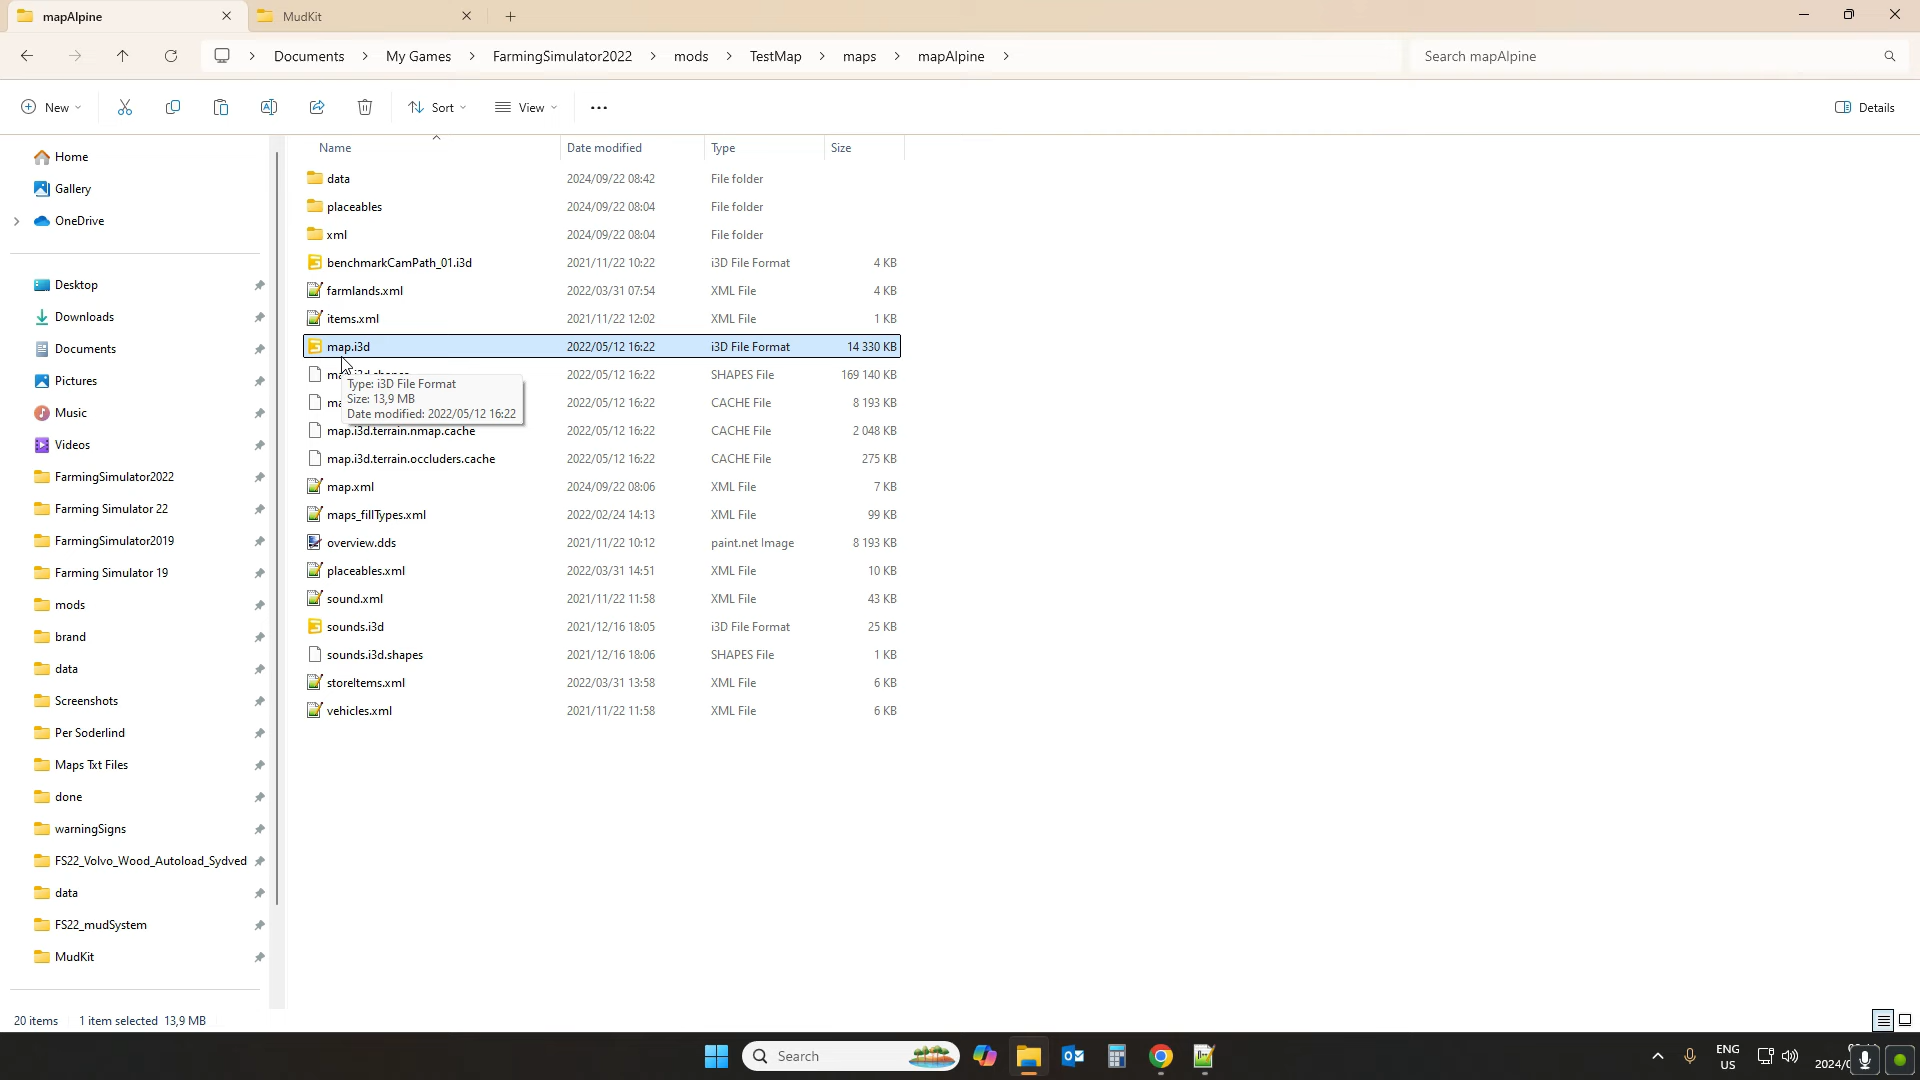 mapAlpine
MudKit
Documents My Games FarmingSimulator2022 mods TestMap maps mapAlpine
Search mapAlpine
New Sort View Details
Name Date modified Type Size
Home
Gallery
OneDrive
Desktop
Downloads
Documents
Pictures
Music
Videos
FarmingSimulator2022
Farming Simulator 22
FarmingSimulator2019
Farming Simulator 19
mods
brand
data
Screenshots
Per Soderlind
Maps Txt Files
done
warningSigns
FS22_Volvo_Wood_Autoload_Sydved
data
FS22_mudSystem
MudKit
data 2024/09/22 08:42 File folder
placeables 2024/09/22 08:04 File folder
xml 2024/09/22 08:04 File folder
benchmarkCamPath_01.i3d 2021/11/22 10:22 i3D File Format 4 KB
farmlands.xml 2022/03/31 07:54 XML File 4 KB
items.xml 2021/11/22 12:02 XML File 1 KB
map.i3d 2022/05/12 16:22 i3D File Format 14 330 KB
2022/05/12 16:22 SHAPES File 169 140 KB
2022/05/12 16:22 CACHE File 8 193 KB
map.i3d.terrain.nmap.cache 2022/05/12 16:22 CACHE File 2 048 KB
map.i3d.terrain.occluders.cache 2022/05/12 16:22 CACHE File 275 KB
map.xml 2024/09/22 08:06 XML File 7 KB
maps_fillTypes.xml 2022/02/24 14:13 XML File 99 KB
overview.dds 2021/11/22 10:12 paint.net Image 8 193 KB
placeables.xml 2022/03/31 14:51 XML File 10 KB
sound.xml 2021/11/22 11:58 XML File 43 KB
sounds.i3d 2021/12/16 18:05 i3D File Format 25 KB
sounds.i3d.shapes 2021/12/16 18:06 SHAPES File 1 KB
storeItems.xml 2022/03/31 13:58 XML File 6 KB
vehicles.xml 2021/11/22 11:58 XML File 6 KB
Type: i3D File Format
Size: 13,9 MB
Date modified: 2022/05/12 16:22
20 items 1 item selected 13,9 MB
Search
ENG
US